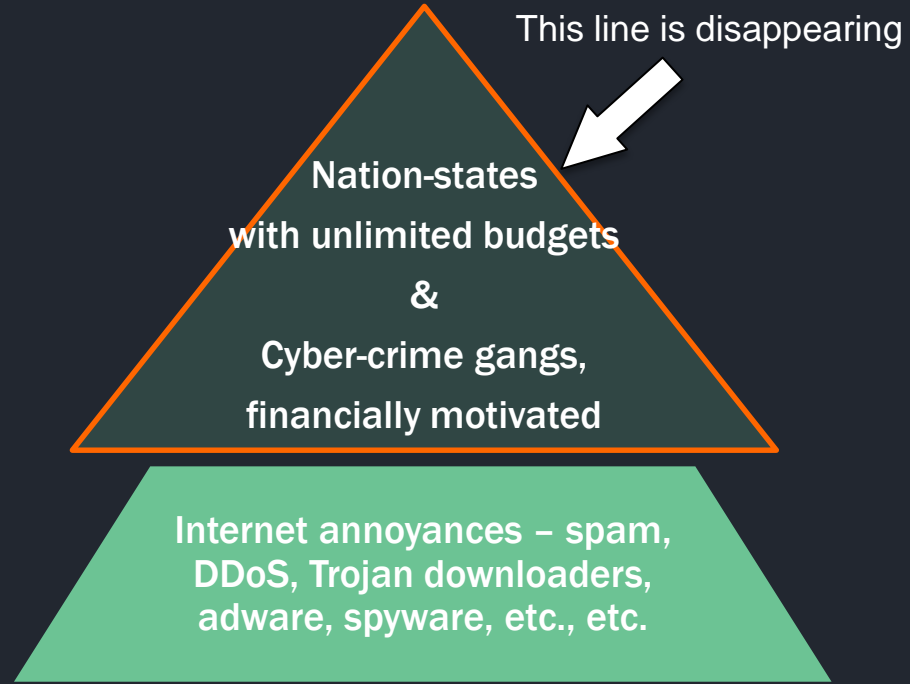 This line is disappearing
Nation-states
with unlimited budgets
&
Cyber-crime gangs,
financially motivated
Internet annoyances – spam,
DDoS, Trojan downloaders,
adware, spyware, etc., etc.